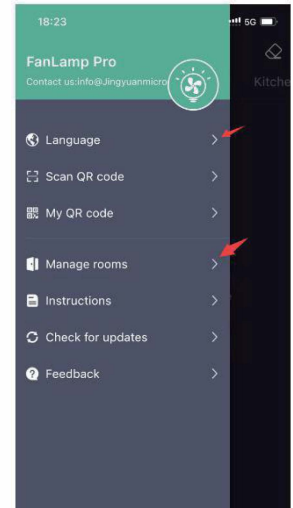 18:23
5G
FanLamp Pro
Contact us:info@Jingyuanmicro
Kitche
Language
Scan QR code
My QR code
Manage rooms
Instructions
Check for updates
Feedback